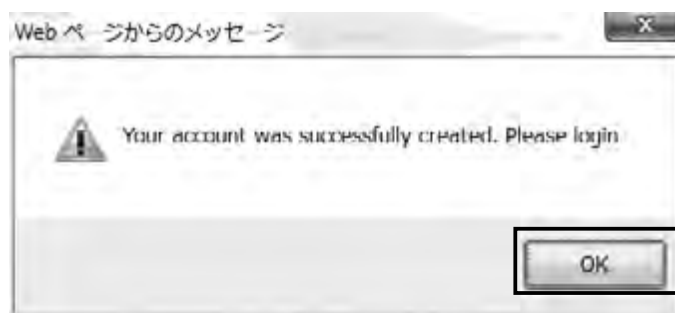 Web ページからのメッセージ
Your account was successfully created. Please login
OK